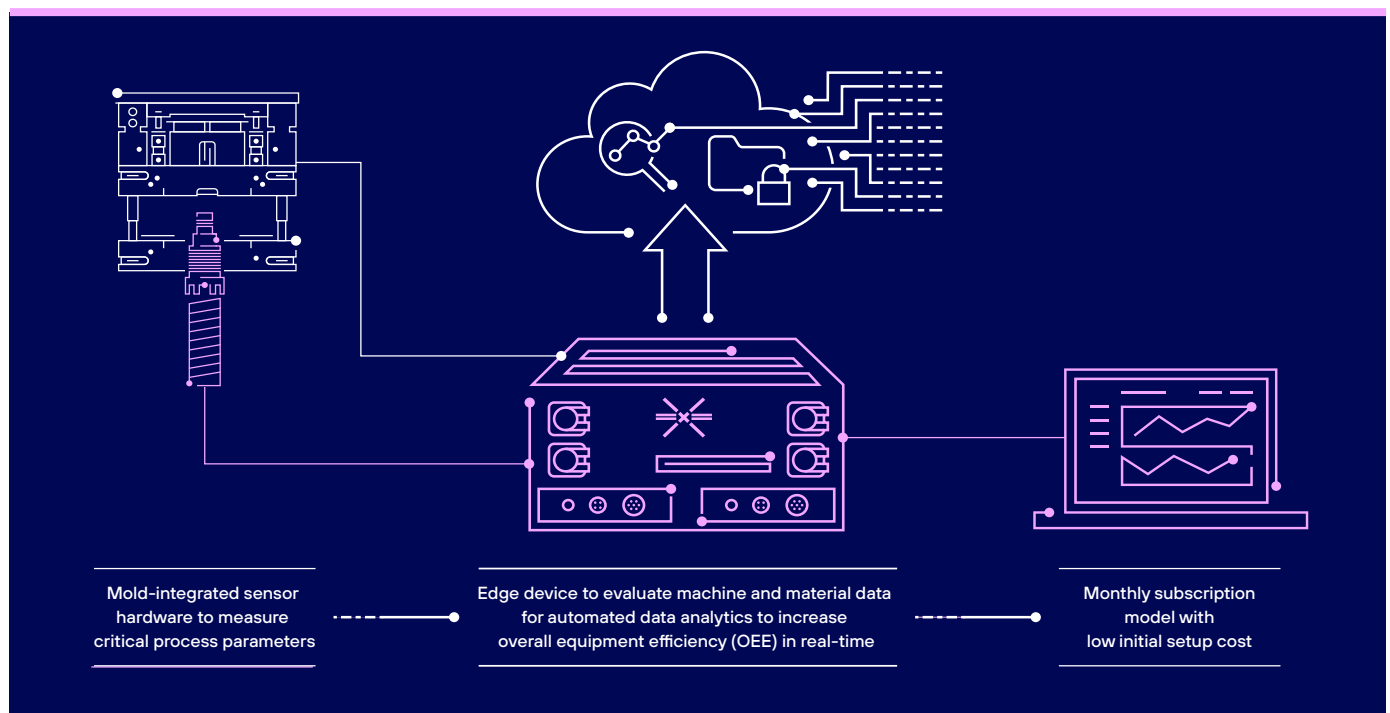 Mold-integrated sensor
hardware to measure
critical process parameters
Edge device to evaluate machine and material data
for automated data analytics to increase
overall equipment efficiency (OEE) in real-time
Monthly subscription
model with
low initial setup cost